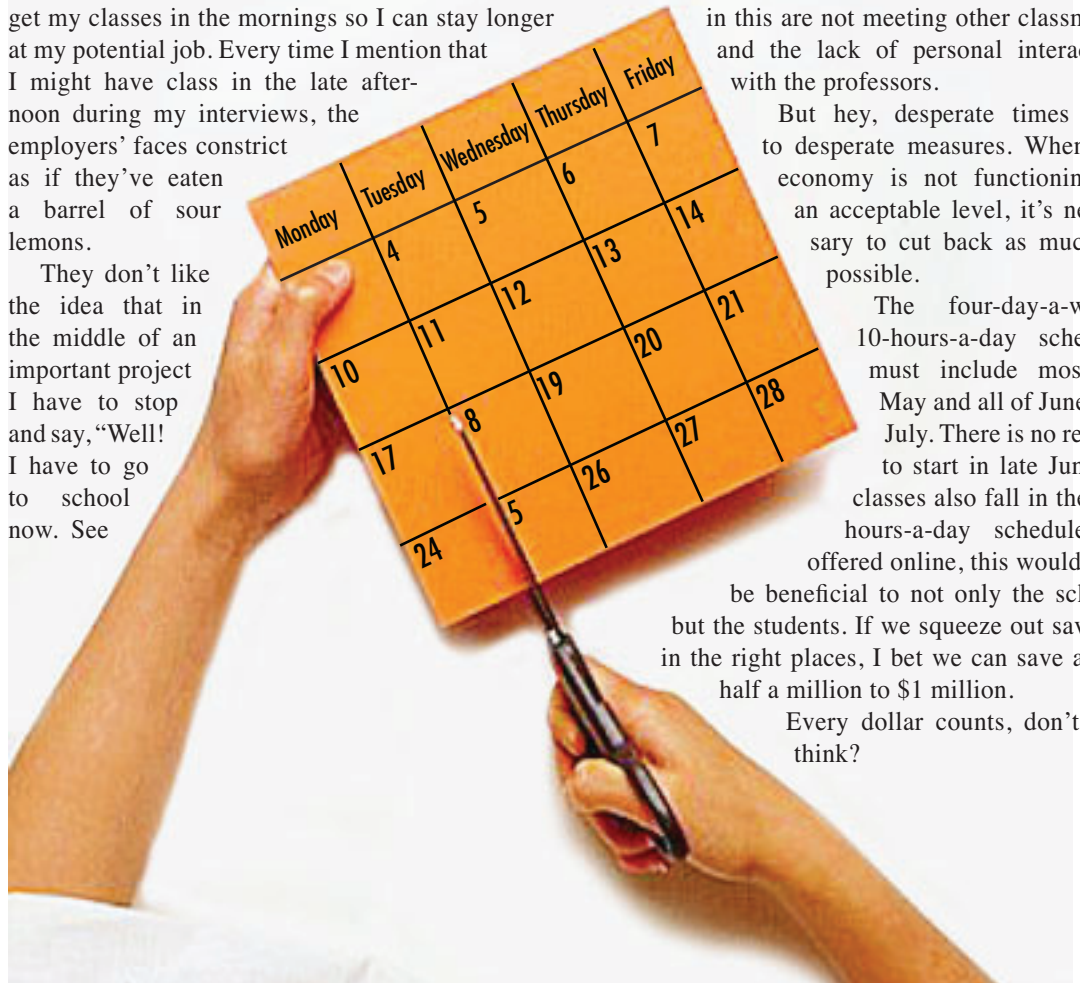 get my classes in the mornings so I can stay longer
at my potential job. Every time I mention that
I might have class in the late after-
noon during my interviews, the
employers' faces constrict
as if they've eaten
a barrel of sour
lemons.
They don't like
the idea that in
the middle of an
important project
I have to stop
and say, “Well!
I have to go
to school
now. See
Monday Tuesday Wednesday Thursday Friday
4 5 6 7
10 11 12 13 14
17 8 19 20 21
24 5 26 27 28
in this are not meeting other
and the lack of personal interac
with the professors.
But hey, desperate times
to desperate measures. When
economy is not functionin
an acceptable level, it's ne
sary to cut back as muc
possible.
The four-day-a-w
10-hours-a-day sche
must include mos
May and all of June
July. There is no re
to start in late Jun
classes also fall in the
hours-a-day schedule
offered online, this would
be beneficial to not only the sc
but the students. If we squeeze out sav
in the right places, I bet we can save a
half a million to $1 million.
Every dollar counts, don't
think?